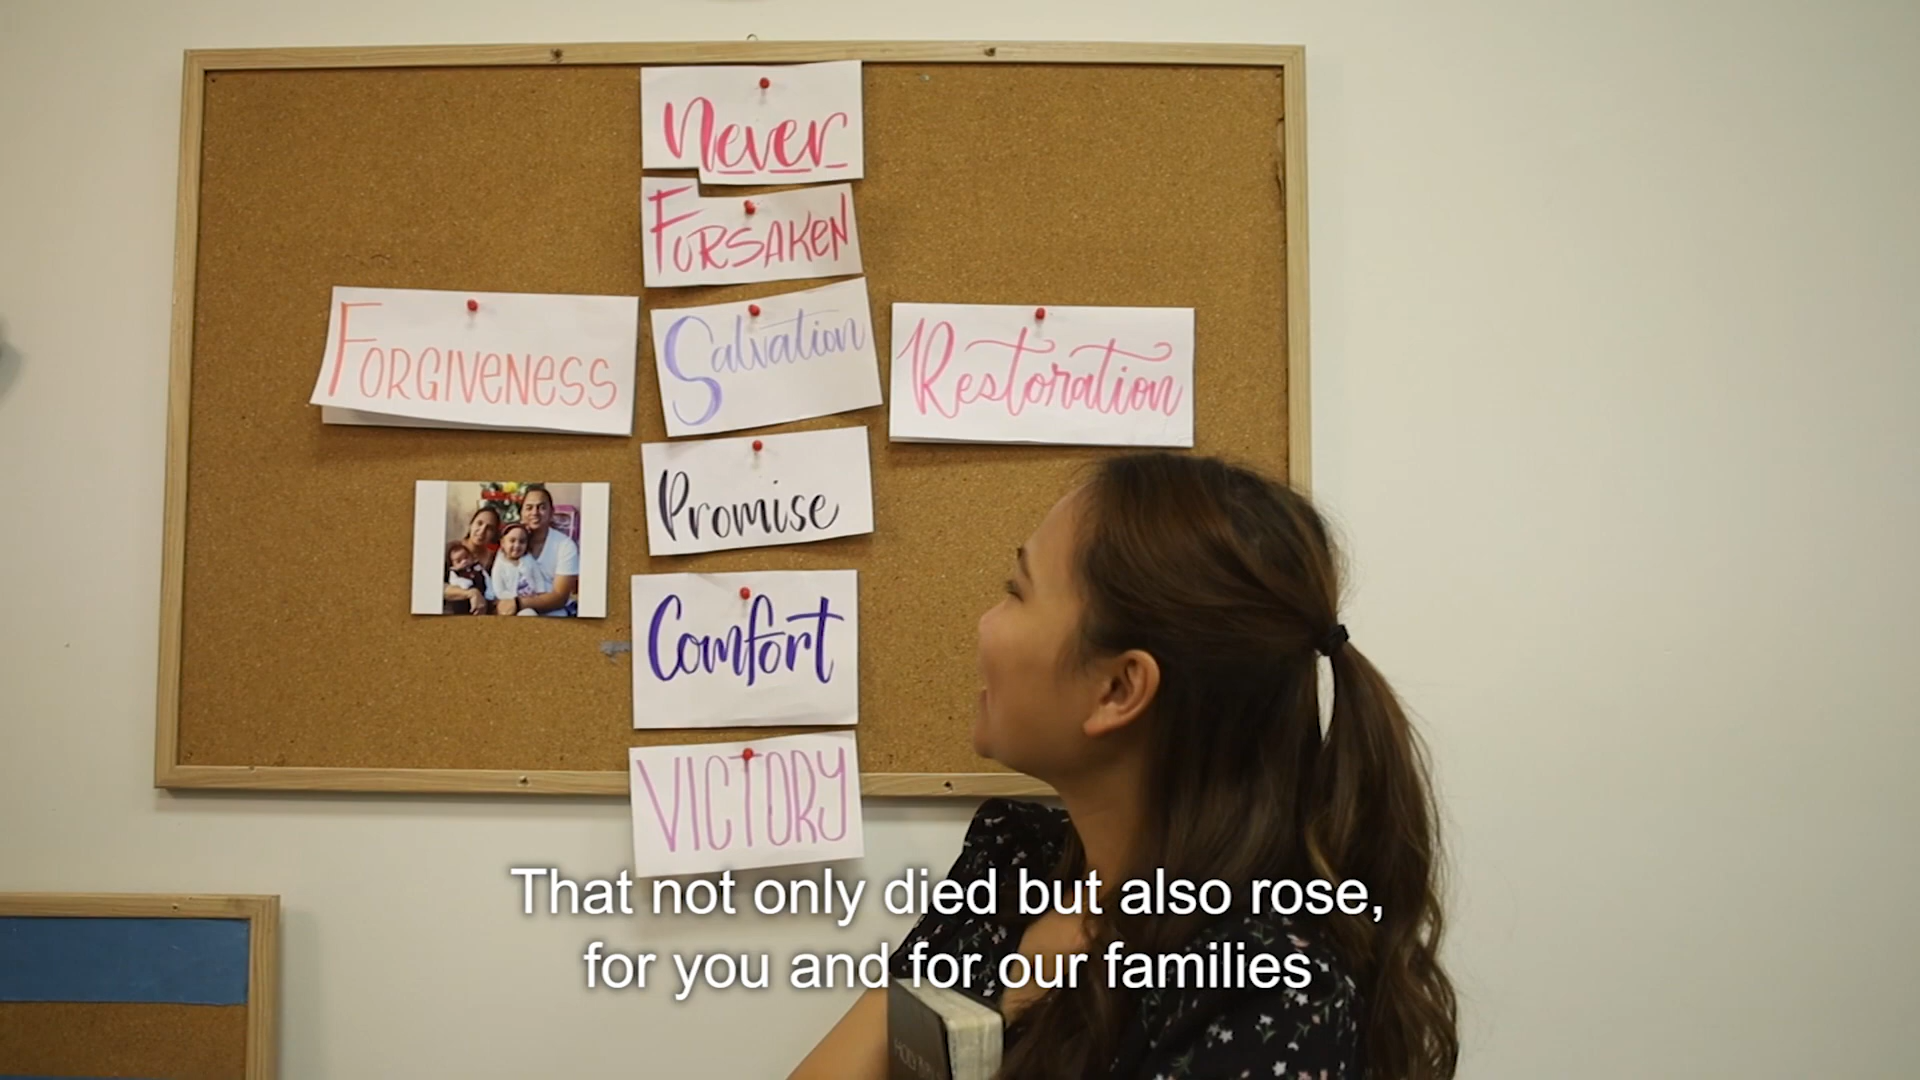 Never
FORSAKEN
FORGIVENESS
Salvation
Restoration
Promise
Comfort
VICTORY
That not only died but also rose,
for you and for our families
HOLY